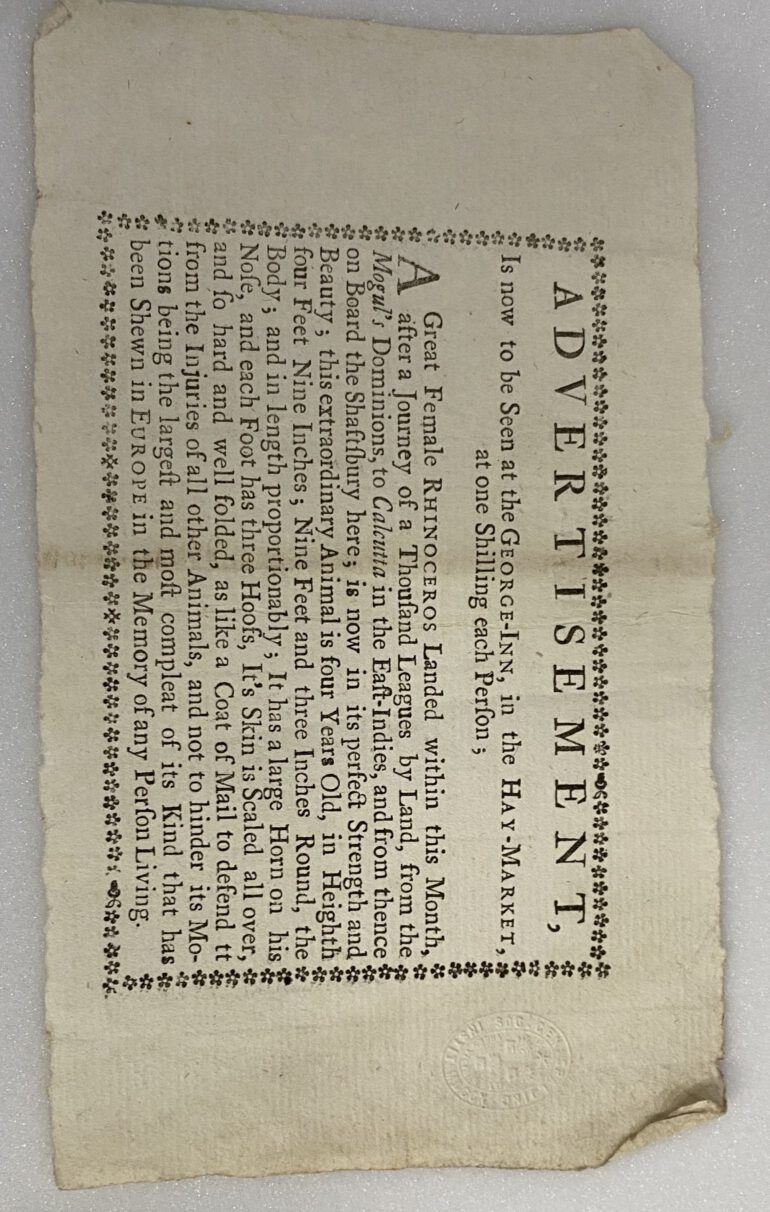 ADVERTISEMENT,
Is now to be Seen at the GEORGE-INN, in the HAY-MARKET,
at one Shilling each Perſon;
A Great Female RHINOCEROS Landed within this Month,
after a Journey of a Thouſand Leagues by Land, from the
Mogul's Dominions, to Calcutta in the Eaſt-Indies, and from thence
on Board the Shaftſbury here; is now in its perfect Strength and
Beauty; this extraordinary Animal is four Years Old, in Heighth
four Feet Nine Inches; Nine Feet and three Inches Round, the
Body; and in length proportionably; It has a large Horn on his
Noſe, and each Foot has three Hoofs, It's Skin is Scaled all over,
and ſo hard and well folded, as like a Coat of Mail to defend tt
from the Injuries of all other Animals, and not to hinder its Mo-
tions being the largeſt and moſt compleat of its Kind that has
been Shewn in EUROPE in the Memory of any Perſon Living.